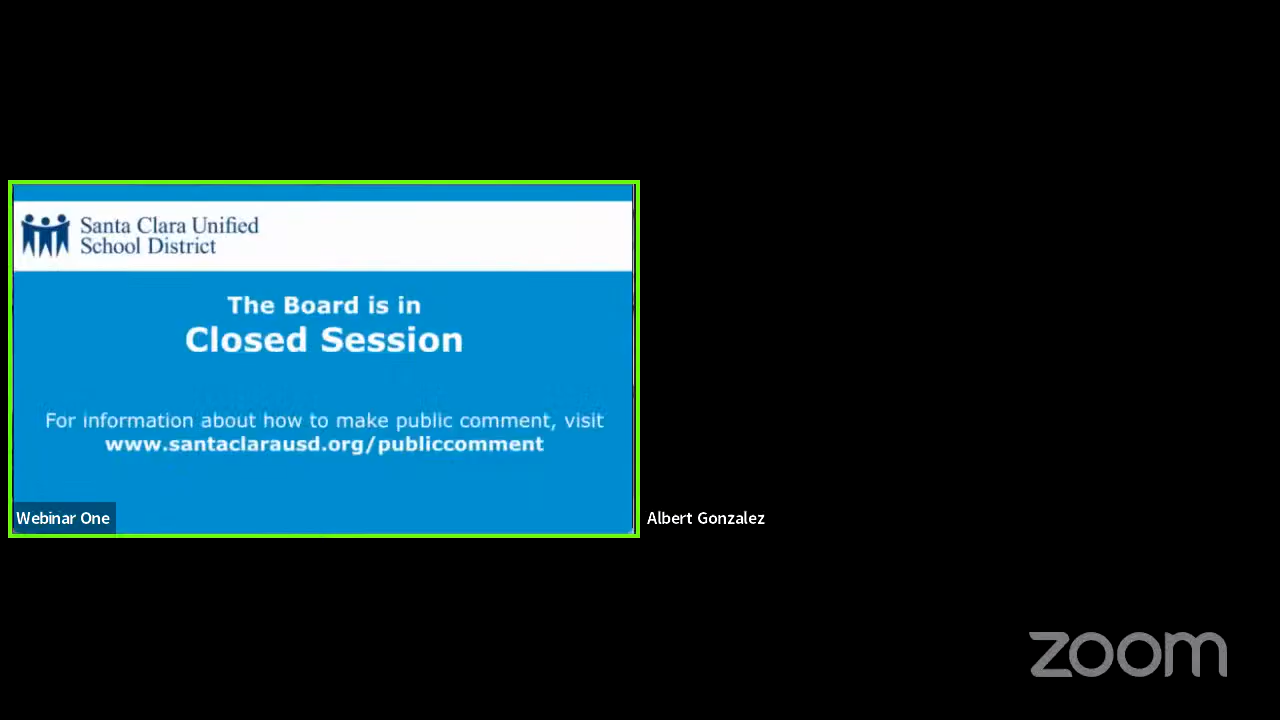 Santa Clara Unified
School District
The Board is in
Closed Session
For information about how to make public comment, visit
www.santaclarausd.org/publiccomment
Webinar One
Albert Gonzalez
zoom